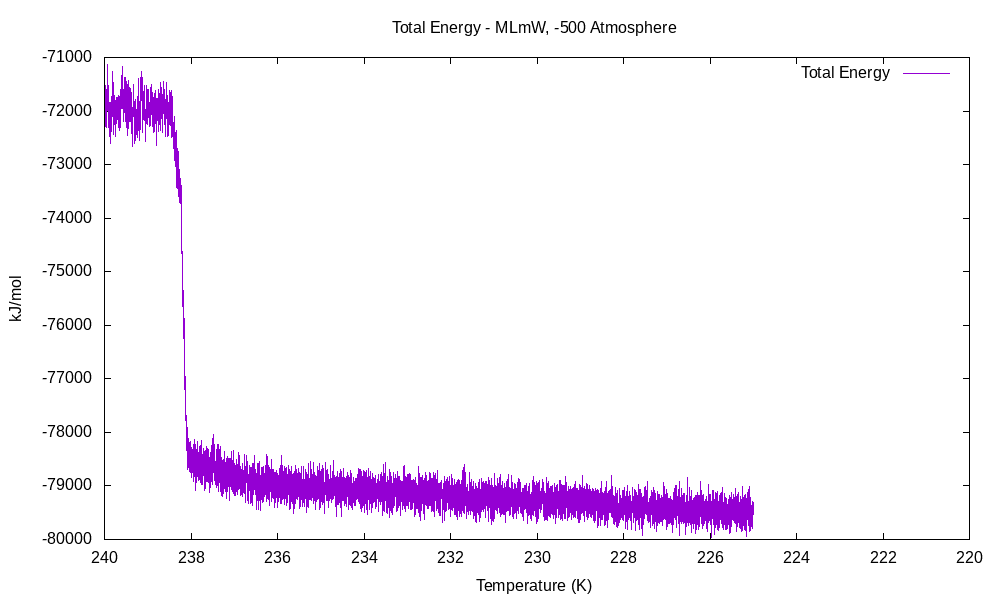 Total Energy - MLmW, -500 Atmosphere
-71000
Total Energy
-72000
-73000
-74000
-75000
kJ/mol
-76000
-77000
-78000
-79000
-80000
240 238 236 234 232 230 228 226 224 222 220
Temperature (K)